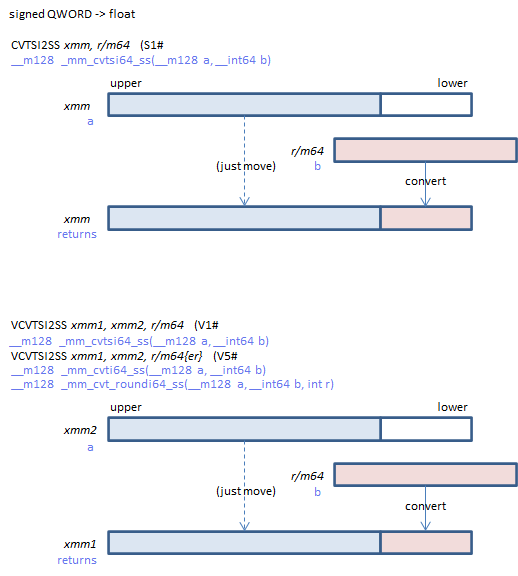 signed QWORD -> float
CVTSI2SS xmm, r/m64 (S1#
__m128 _mm_cvtsi64_ss(__m128 a, __int64 b)
upper lower
xmm
a
r/m64
(just move) b
convert
xmm
returns
VCVTSI2SS xmm1, xmm2, r/m64 (V1#
__m128 _mm_cvtsi64_ss(__m128 a, __int64 b)
VCVTSI2SS xmm1, xmm2, r/m64{er} (V5#
__m128 _mm_cvti64_ss(__m128 a, __int64 b)
__m128 _mm_cvt_roundi64_ss(__m128 a, __int64 b, int r)
upper lower
xmm2
a
r/m64
(just move) b
convert
xmm1
returns